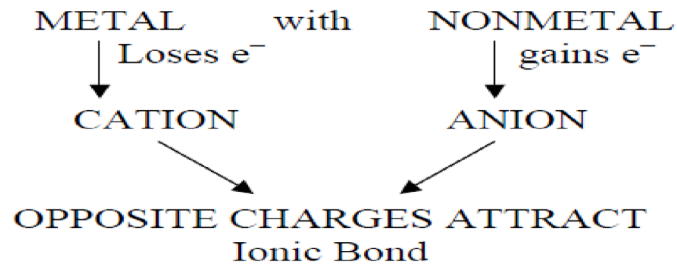 METAL with NONMETAL
Loses e⁻ gains e⁻
CATION ANION
OPPOSITE CHARGES ATTRACT
Ionic Bond